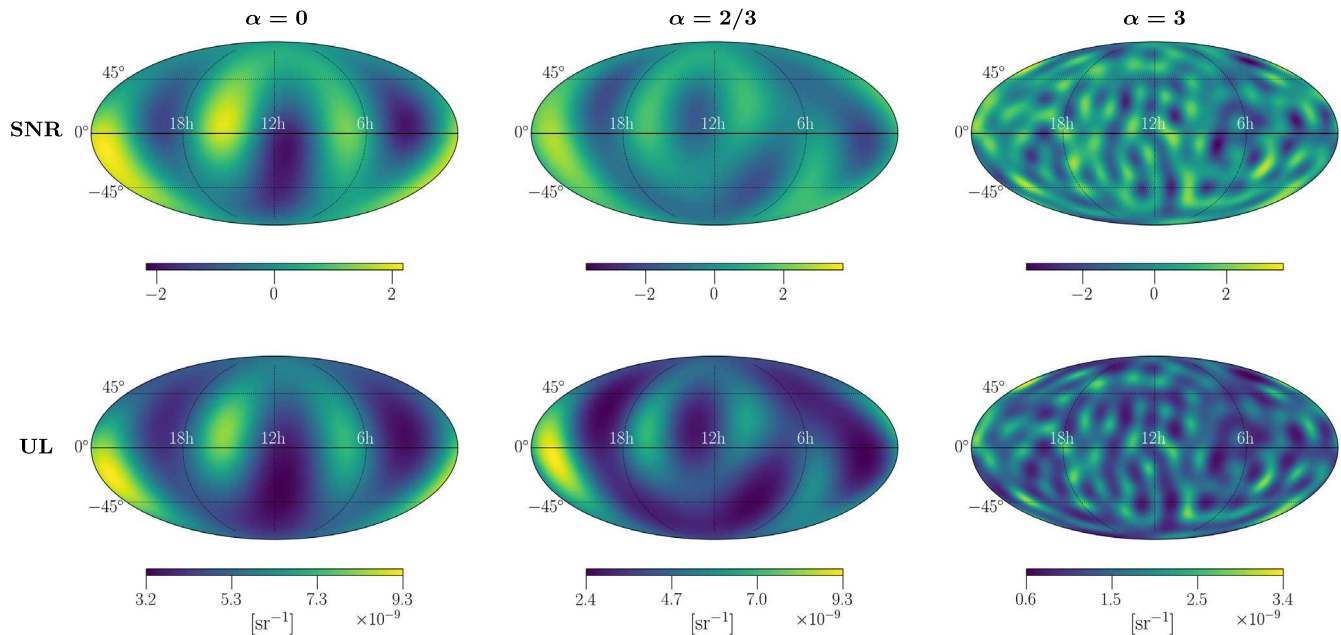 α = 0 α = 2/3 α = 3
45° 45° 45°
SNR 0° 18h 12h 6h 0° 18h 12h 6h 0° 18h 12h 6h
−45° −45° −45°
−2 0 2 −2 0 2 −2 0 2
45° 45° 45°
UL 0° 18h 12h 6h 0° 18h 12h 6h 0° 18h 12h 6h
−45° −45° −45°
3.2 5.3 7.3 9.3 2.4 4.7 7.0 9.3 0.6 1.5 2.5 3.4
[sr⁻¹] ×10⁻⁹ [sr⁻¹] ×10⁻⁹ [sr⁻¹] ×10⁻⁹